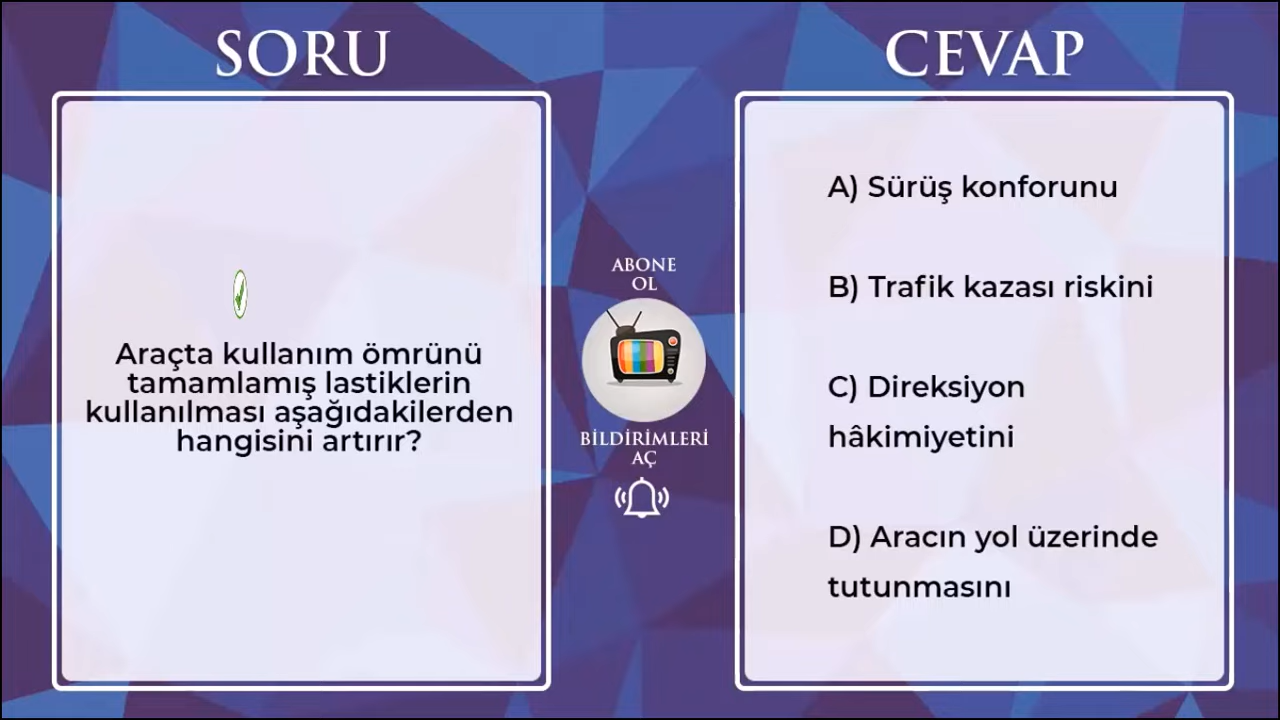 SORU
Araçta kullanım ömrünü
tamamlamış lastiklerin
kullanılması aşağıdakilerden
hangisini artırır?
ABONE
OL
BİLDİRİMLERİ
AÇ
CEVAP
A) Sürüş konforunu
B) Trafik kazası riskini
C) Direksiyon
hâkimiyetini
D) Aracın yol üzerinde
tutunmasını